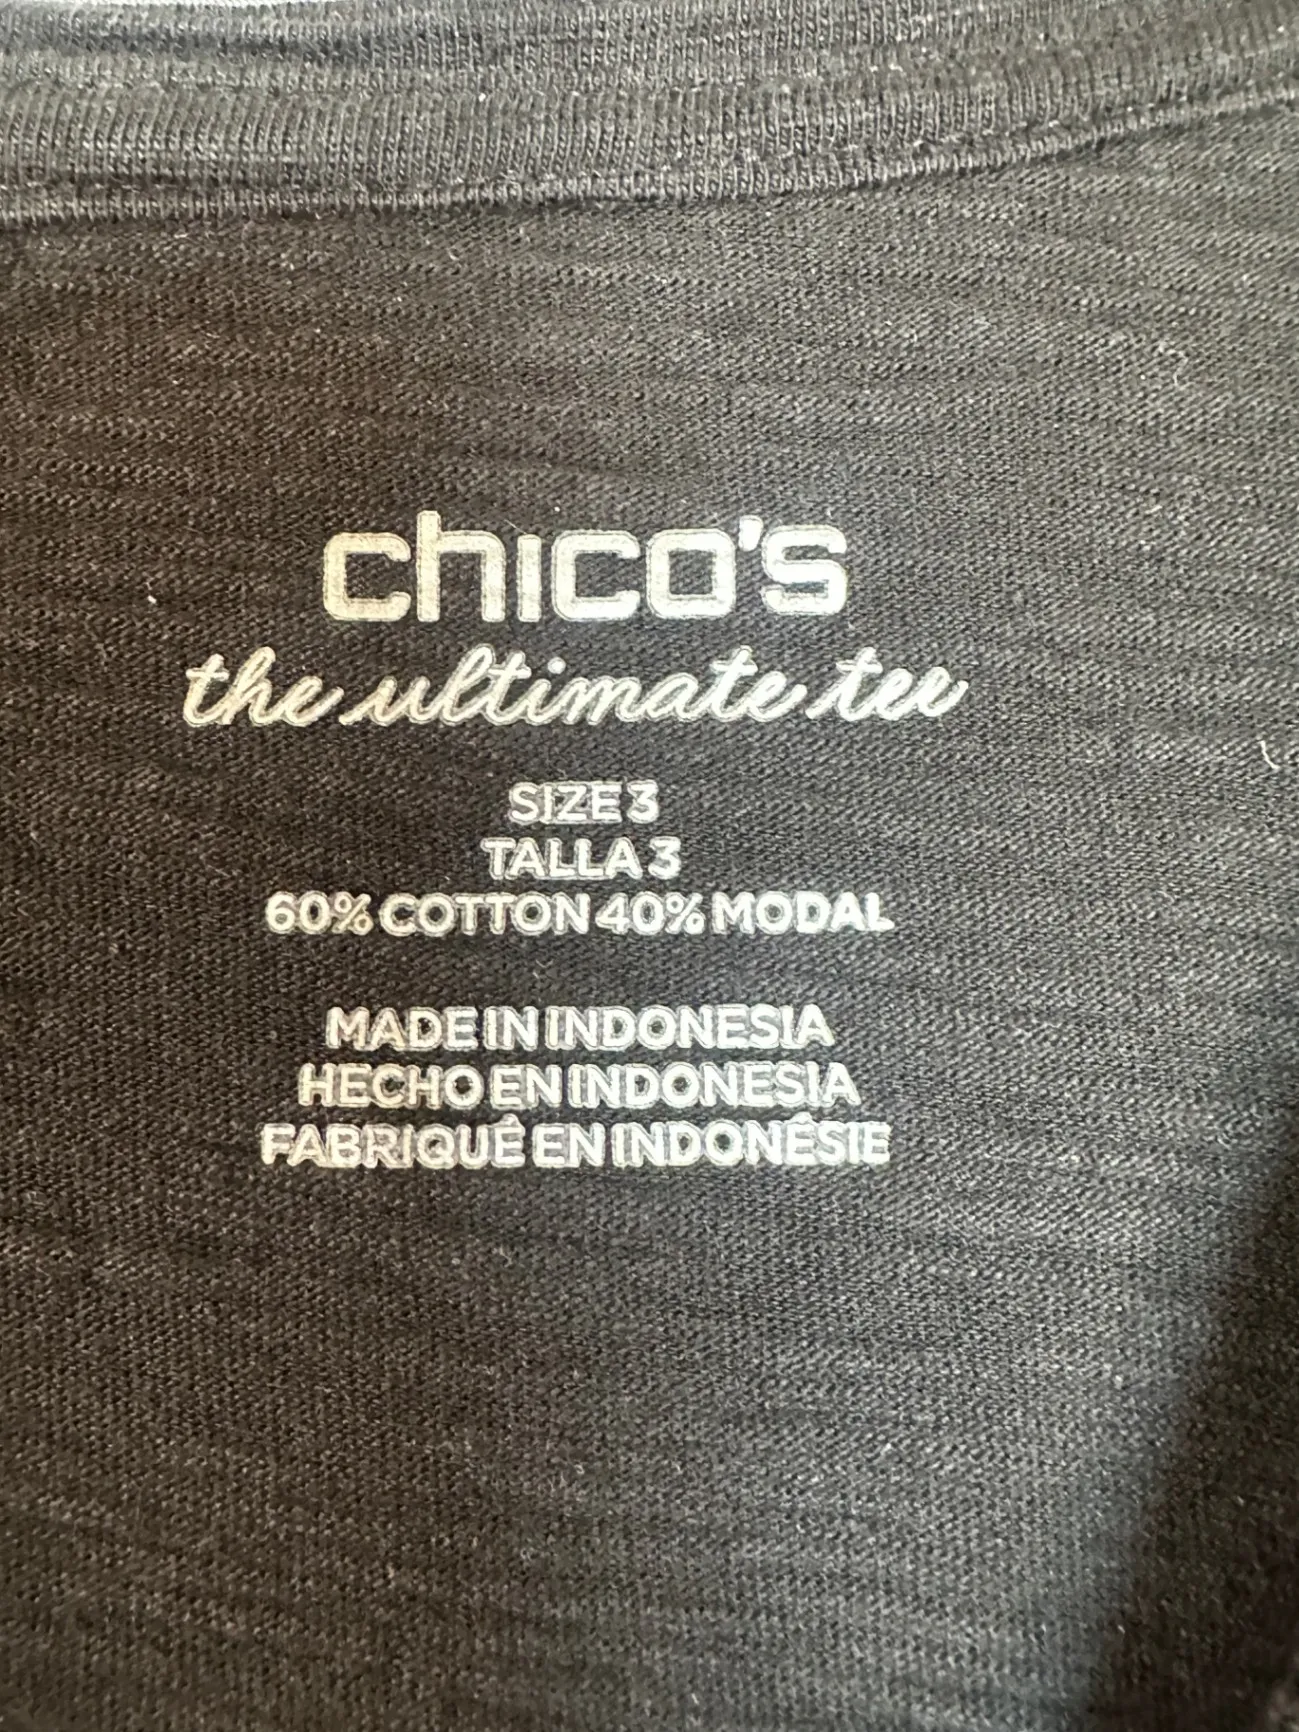 chico's
the ultimate tee
SIZE 3
TALLA 3
60% COTTON 40% MODAL
MADE IN INDONESIA
HECHO EN INDONESIA
FABRIQUÉ EN INDONÉSIE